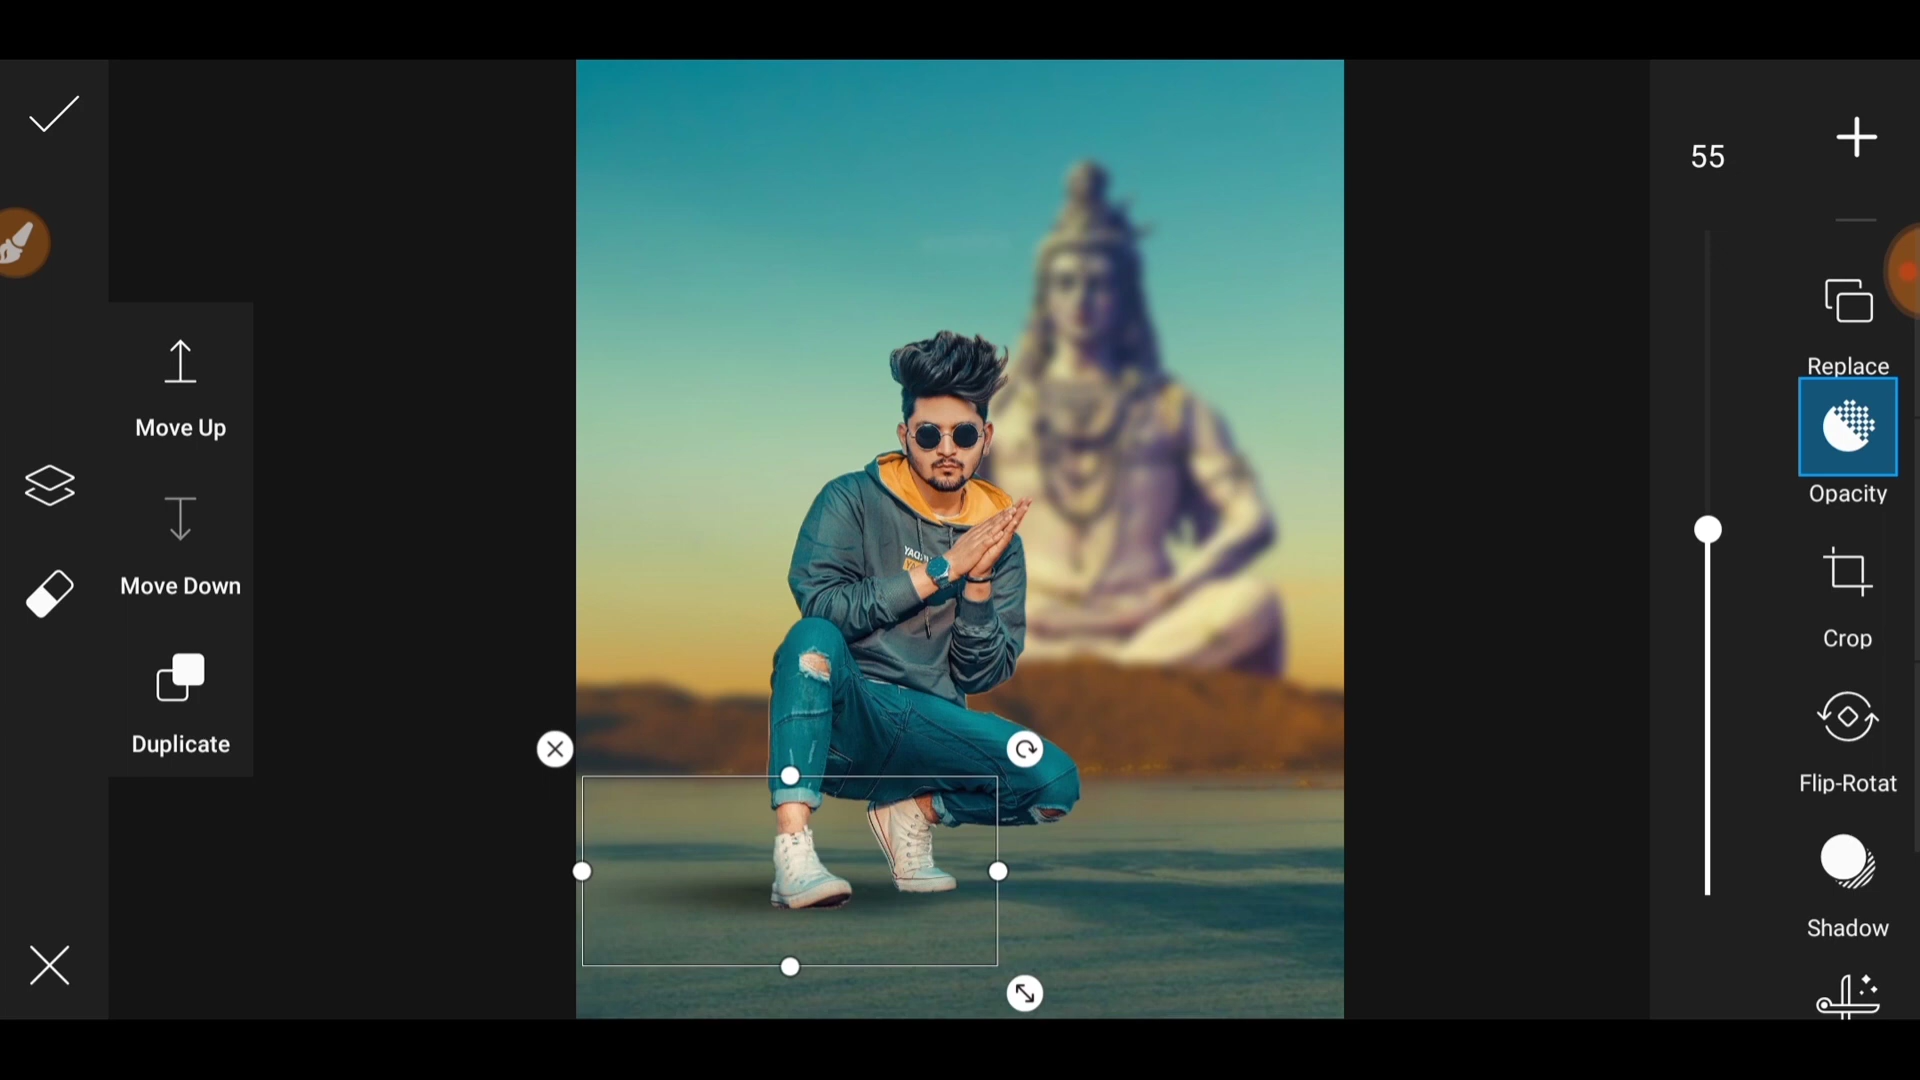 55
Replace
Opacity
Crop
Flip-Rotat
Shadow
Move Up
Move Down
Duplicate